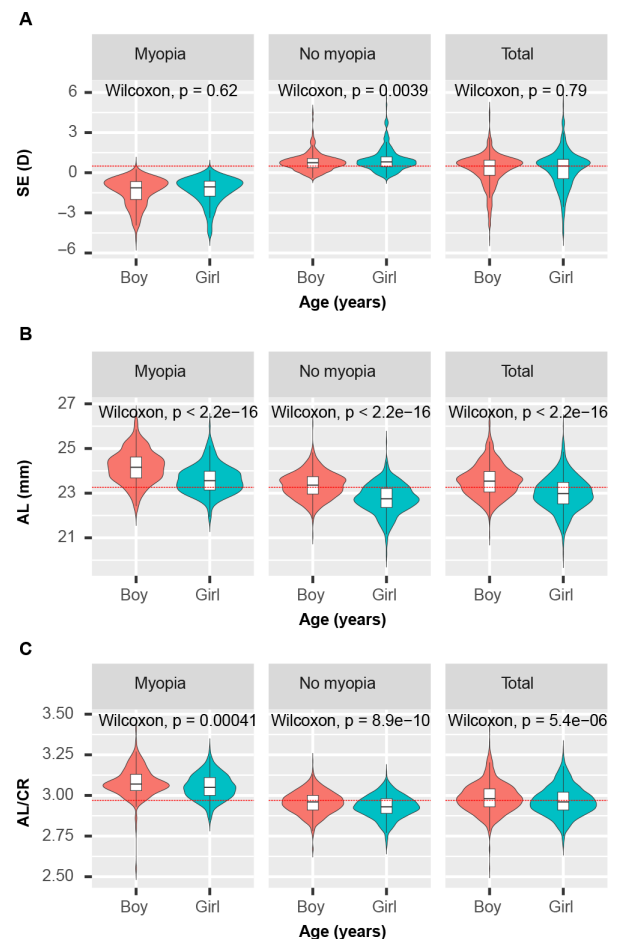 A
Myopia No myopia Total
Wilcoxon, p = 0.62 Wilcoxon, p = 0.0039 Wilcoxon, p = 0.79
6
3
0
−3
−6
SE (D)
Boy Girl Boy Girl Boy Girl
Age (years)
B
Myopia No myopia Total
27
Wilcoxon, p < 2.2e−16 Wilcoxon, p < 2.2e−16 Wilcoxon, p < 2.2e−16
25
23
21
AL (mm)
Boy Girl Boy Girl Boy Girl
Age (years)
C
Myopia No myopia Total
3.50
Wilcoxon, p = 0.00041 Wilcoxon, p = 8.9e−10 Wilcoxon, p = 5.4e−06
3.25
3.00
2.75
2.50
AL/CR
Boy Girl Boy Girl Boy Girl
Age (years)